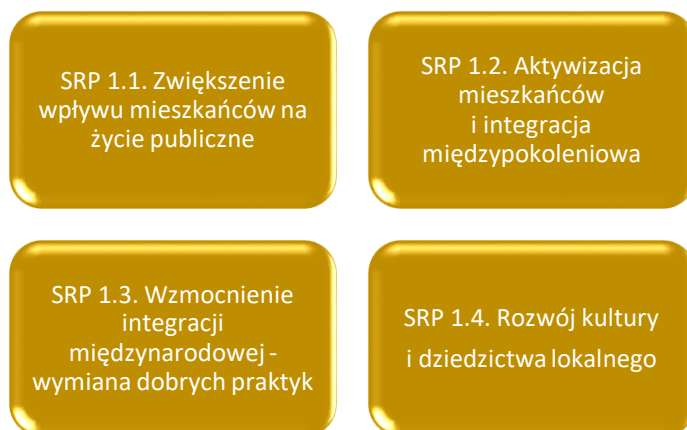 SRP 1.1. Zwiększenie
wpływu mieszkańców na
życie publiczne
SRP 1.2. Aktywizacja
mieszkańców
i integracja
międzypokoleniowa
SRP 1.3. Wzmocnienie
integracji
międzynarodowej -
wymiana dobrych praktyk
SRP 1.4. Rozwój kultury
i dziedzictwa lokalnego